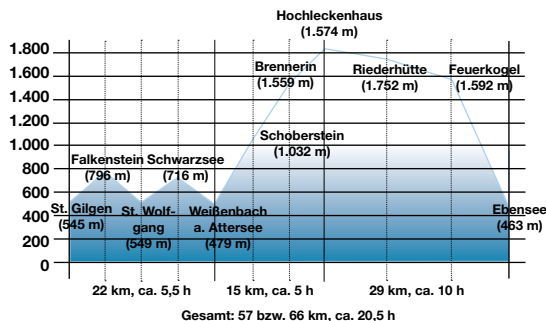 Hochleckenhaus
(1.574 m)
1.800
1.600
1.400
1.200
1.000
800
600
400
200
0
Brennerin
(1.559 m)
Riederhütte
(1.752 m)
Feuerkogel
(1.592 m)
Schoberstein
(1.032 m)
Falkenstein
(796 m)
Schwarzsee
(716 m)
St. Gilgen
(545 m)
St. Wolf-
gang
(549 m)
Weißenbach
a. Attersee
(479 m)
Ebensee
(463 m)
22 km, ca. 5,5 h
15 km, ca. 5 h
29 km, ca. 10 h
Gesamt: 57 bzw. 66 km, ca. 20,5 h